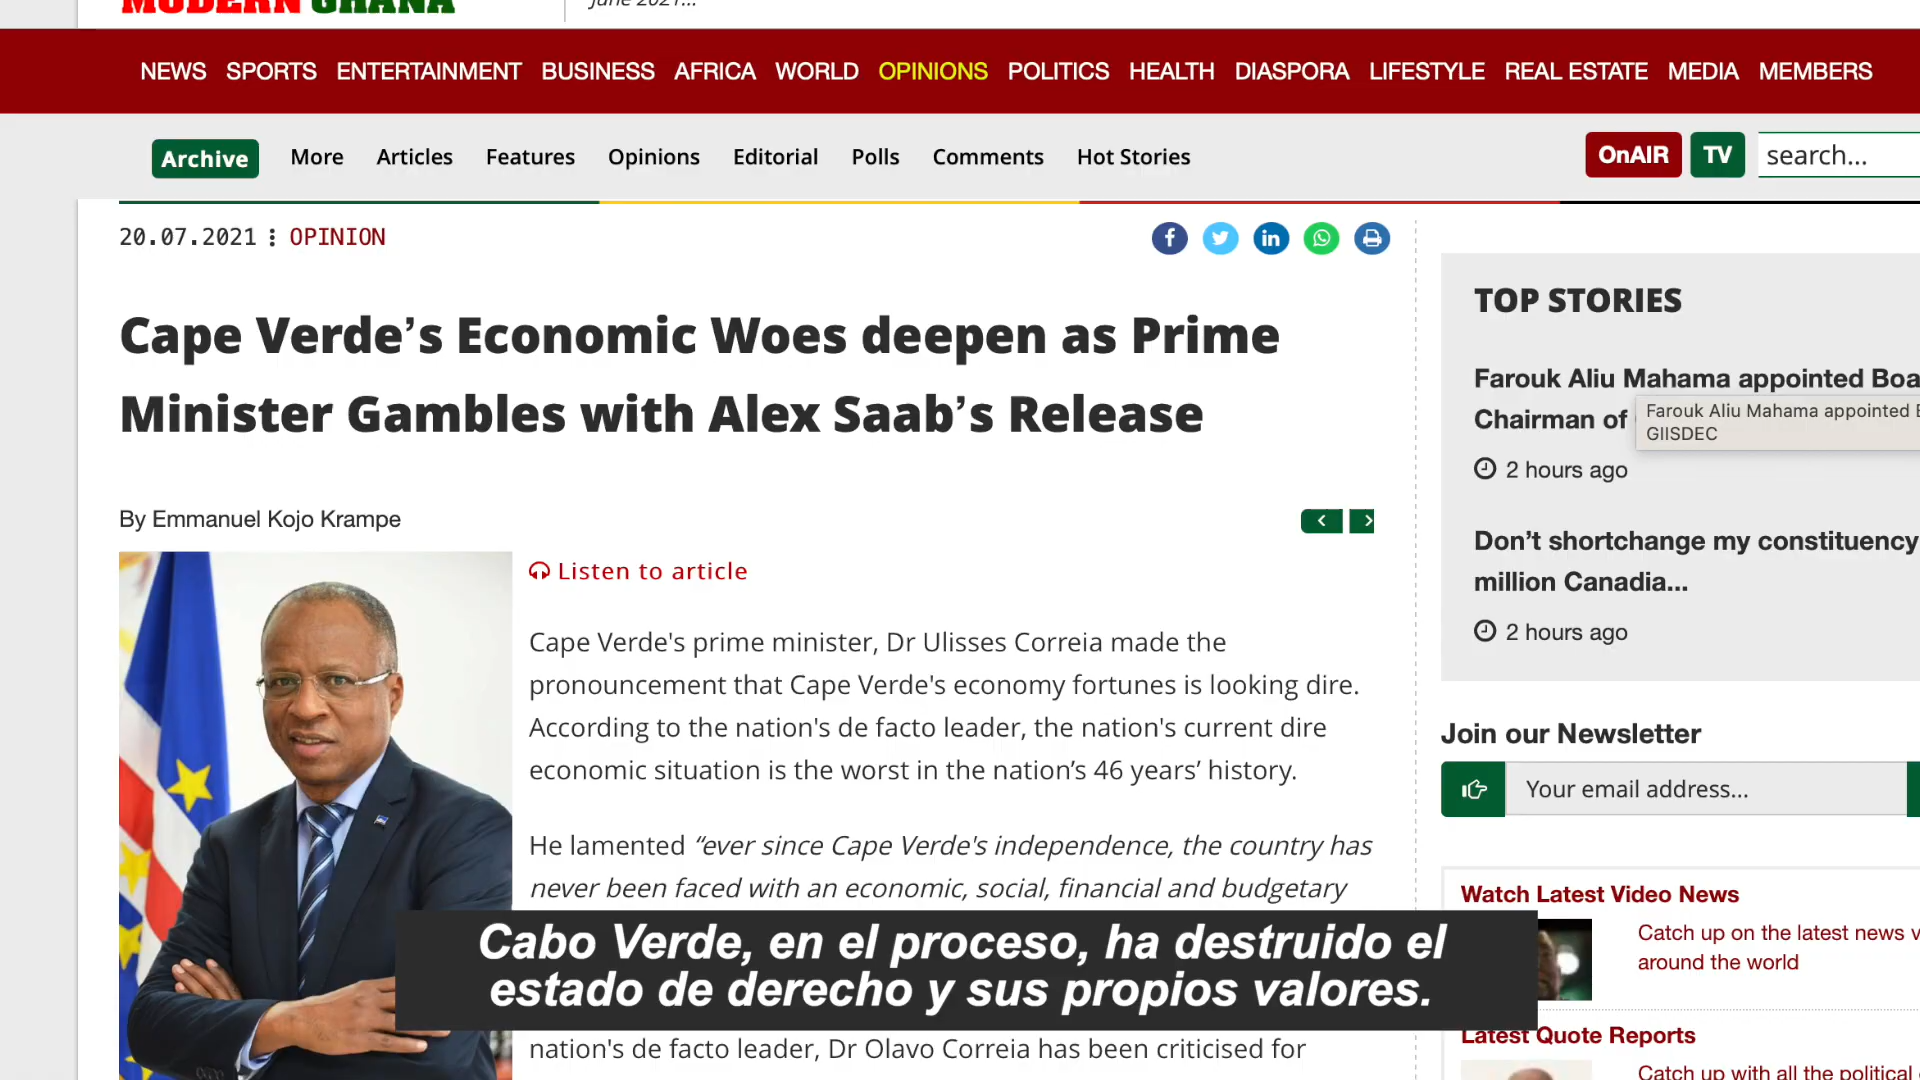 MODERN GHANA
June 2021...
NEWS SPORTS ENTERTAINMENT BUSINESS AFRICA WORLD OPINIONS POLITICS HEALTH DIASPORA LIFESTYLE REAL ESTATE MEDIA MEMBERS
Archive More Articles Features Opinions Editorial Polls Comments Hot Stories
OnAIR TV search...
20.07.2021 ⋮ OPINION
Cape Verde’s Economic Woes deepen as Prime
Minister Gambles with Alex Saab’s Release
By Emmanuel Kojo Krampe
Listen to article
Cape Verde's prime minister, Dr Ulisses Correia made the
pronouncement that Cape Verde's economy fortunes is looking dire.
According to the nation's de facto leader, the nation's current dire
economic situation is the worst in the nation’s 46 years’ history.
He lamented “ever since Cape Verde's independence, the country has
never been faced with an economic, social, financial and budgetary
Cabo Verde, en el proceso, ha destruido el
estado de derecho y sus propios valores.
nation's de facto leader, Dr Olavo Correia has been criticised for
TOP STORIES
Farouk Aliu Mahama appointed Boa
Chairman of
Farouk Aliu Mahama appointed
GIISDEC
2 hours ago
Don’t shortchange my constituency
million Canadia...
2 hours ago
Join our Newsletter
Your email address...
Watch Latest Video News
Catch up on the latest news v
around the world
Latest Quote Reports
Catch up with all the political